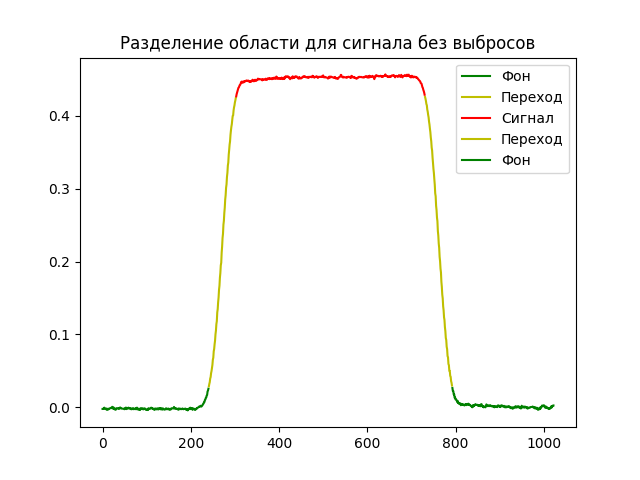 Разделение области для сигнала без выбросов
Фон
Переход
Сигнал
Переход
Фон
0.4
0.3
0.2
0.1
0.0
0 200 400 600 800 1000